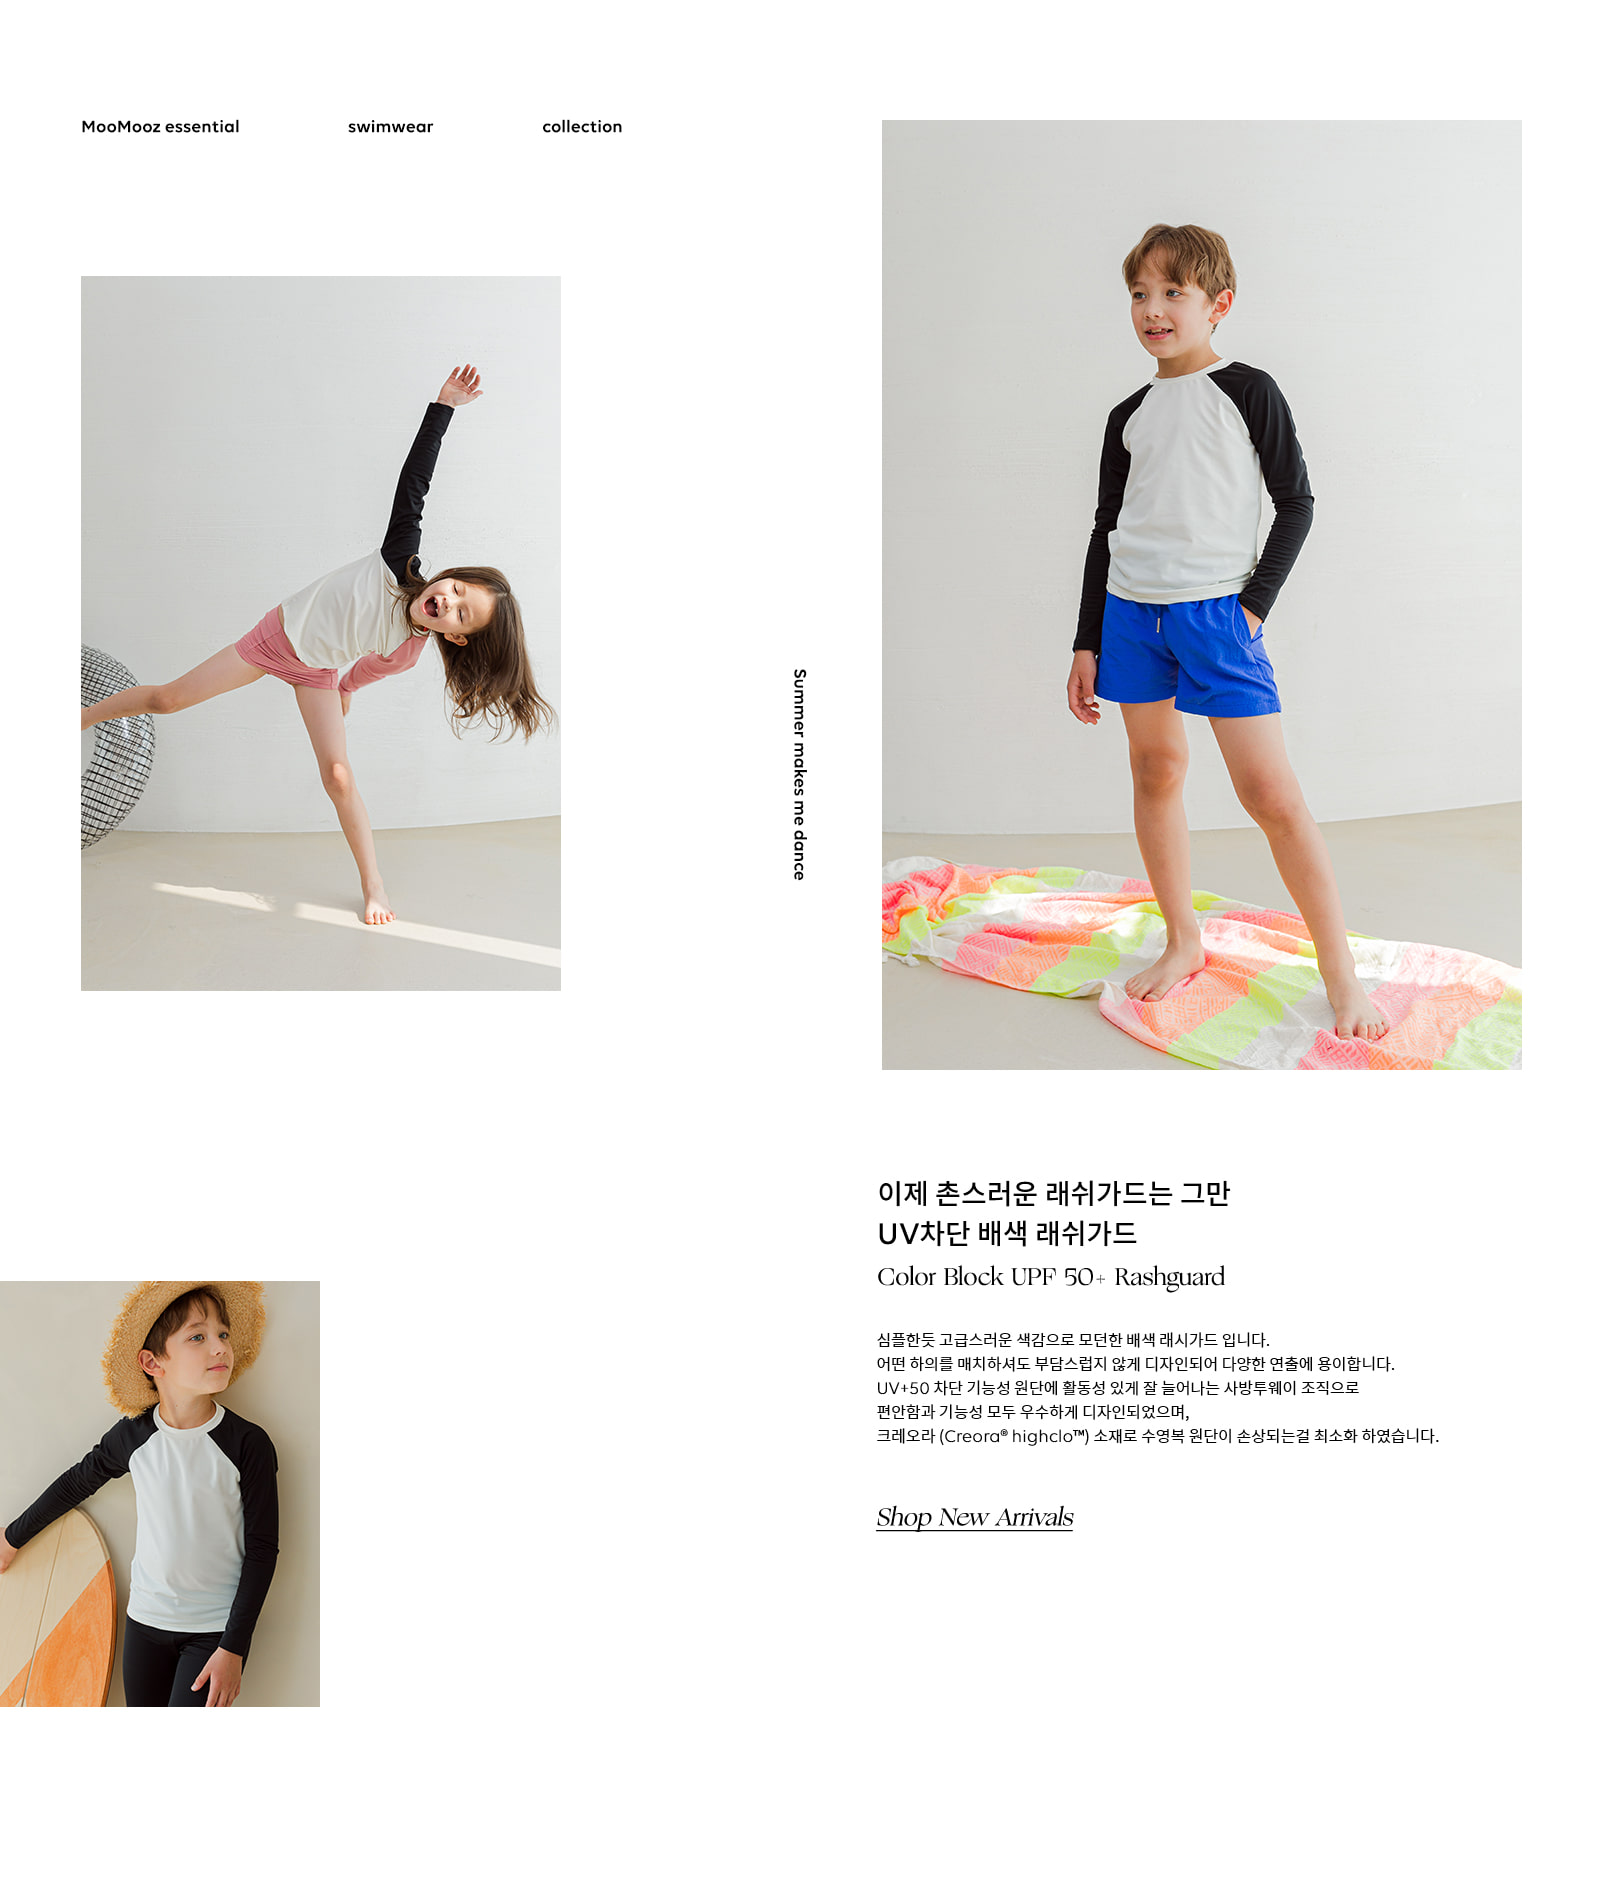 MooMooz essential swimwear collection
Summer makes me dance
이제 촌스러운 래쉬가드는 그만
UV차단 배색 래쉬가드
Color Block UPF 50+ Rashguard
심플한듯 고급스러운 색감으로 모던한 배색 래시가드 입니다.
어떤 하의를 매치하셔도 부담스럽지 않게 디자인되어 다양한 연출에 용이합니다.
UV+50 차단 기능성 원단에 활동성 있게 잘 늘어나는 사방투웨이 조직으로
편안함과 기능성 모두 우수하게 디자인되었으며,
크레오라 (Creora® highclo™) 소재로 수영복 원단이 손상되는걸 최소화 하였습니다.
Shop New Arrivals